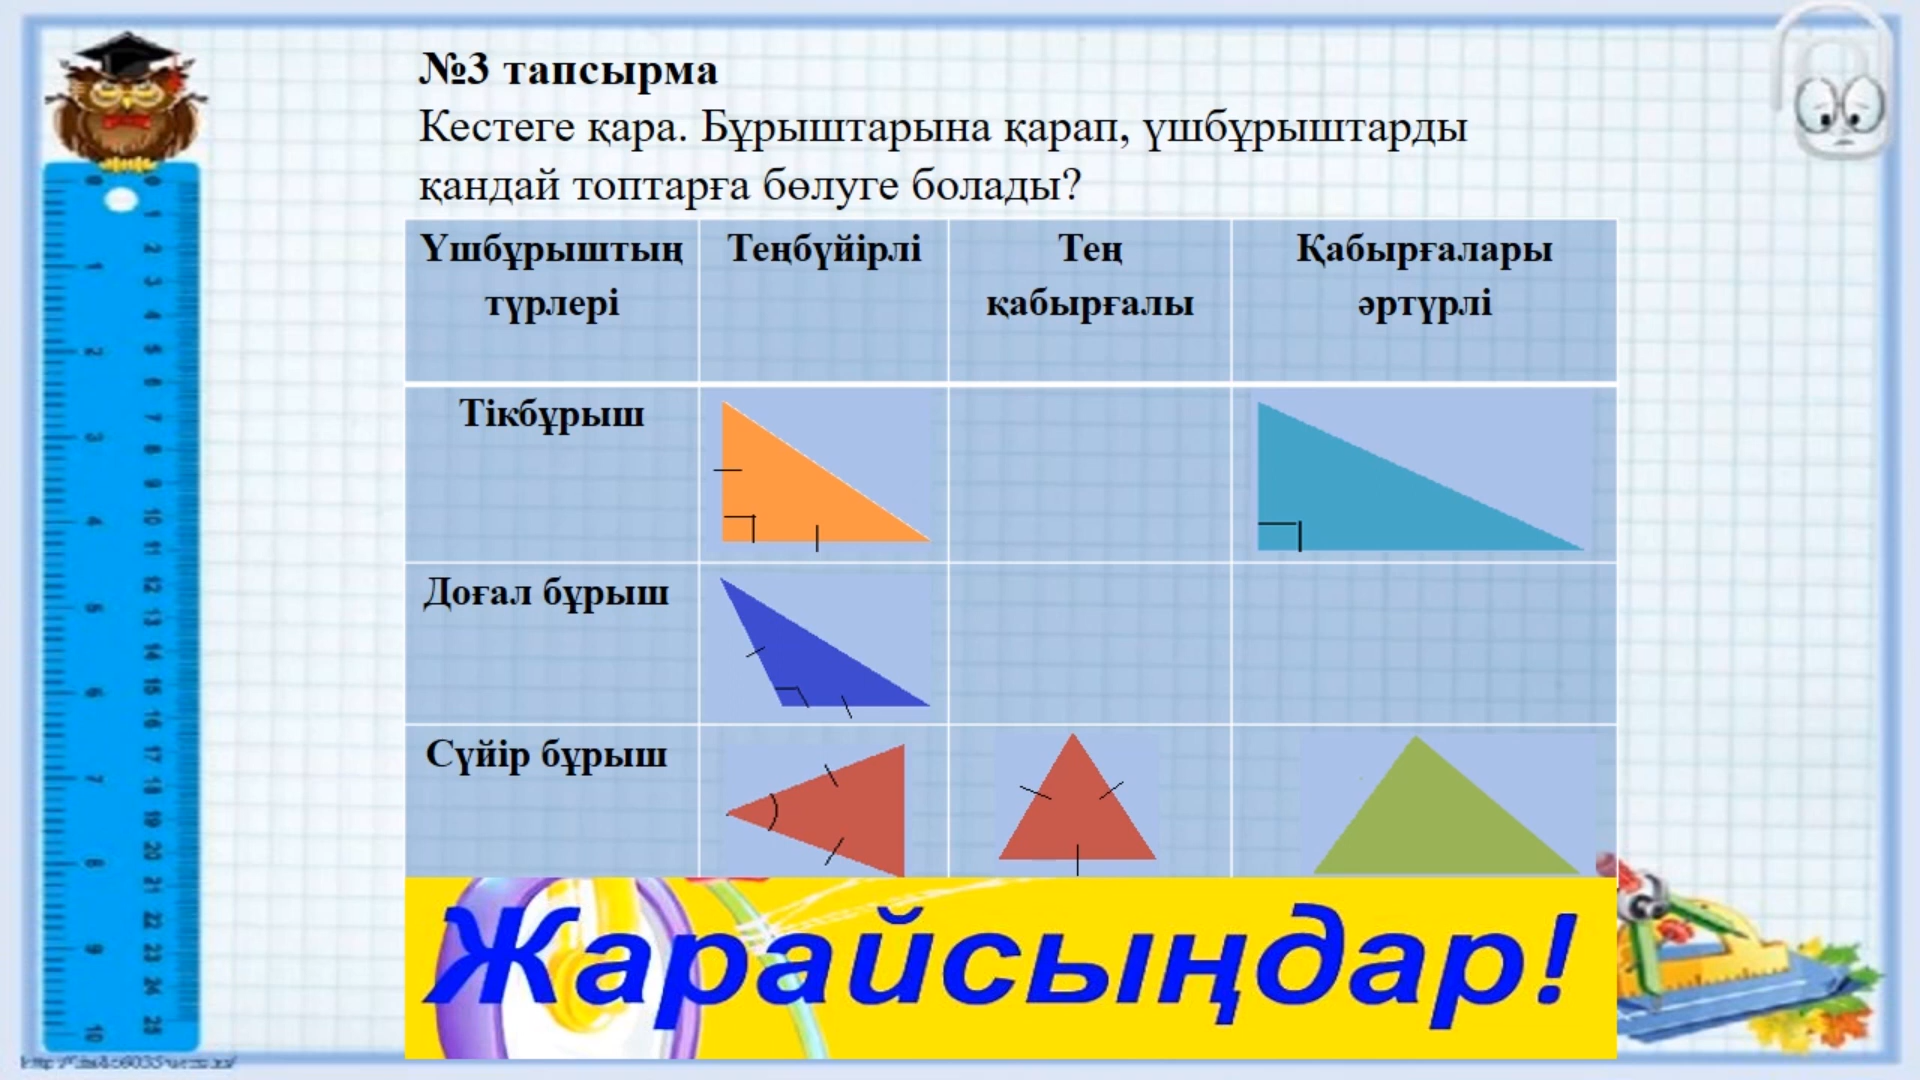 №3 тапсырма
Кестеге қара. Бұрыштарына қарап, үшбұрыштарды
қандай топтарға бөлуге болады?
Үшбұрыштың
түрлері
Теңбүйірлі
Тең
қабырғалы
Қабырғалары
әртүрлі
Тікбұрыш
Доғал бұрыш
Сүйір бұрыш
Жарайсыңдар!